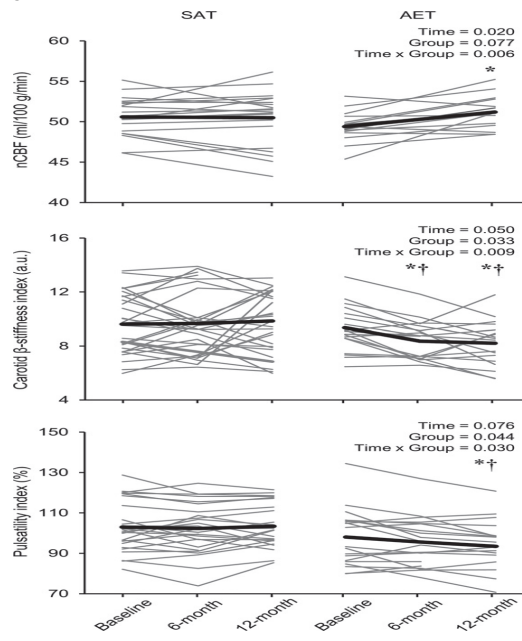 SAT AET
Time = 0.020
Group = 0.077
Time x Group = 0.006
*
60
55
50
45
40
nCBF (ml/100 g/min)
Time = 0.050
Group = 0.033
Time x Group = 0.009
*† *†
16
12
8
4
Carotid β-stiffness index (a.u.)
Time = 0.076
Group = 0.044
Time x Group = 0.030
*†
150
130
110
90
70
Pulsatility index (%)
Baseline 6-month 12-month Baseline 6-month 12-month